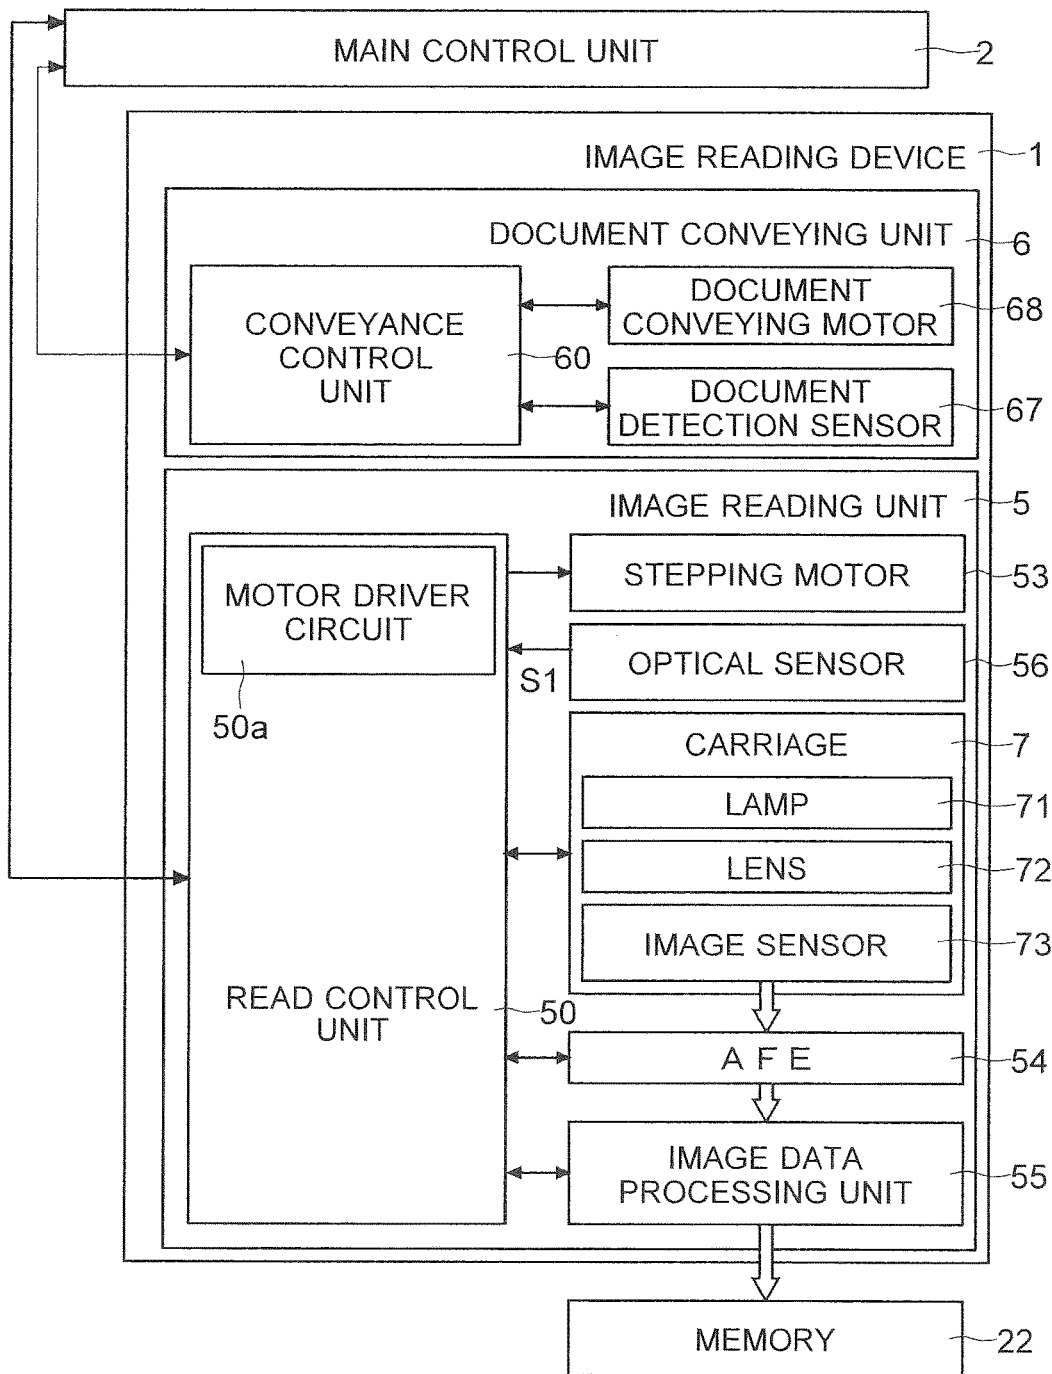 MAIN CONTROL UNIT 2
IMAGE READING DEVICE 1
DOCUMENT CONVEYING UNIT 6
CONVEYANCE
CONTROL
UNIT
60
DOCUMENT
CONVEYING MOTOR
68
DOCUMENT
DETECTION SENSOR
67
IMAGE READING UNIT 5
MOTOR DRIVER
CIRCUIT
50a
STEPPING MOTOR 53
S1
OPTICAL SENSOR 56
CARRIAGE 7
LAMP 71
LENS 72
IMAGE SENSOR 73
READ CONTROL
UNIT
50
A F E 54
IMAGE DATA
PROCESSING UNIT
55
MEMORY 22